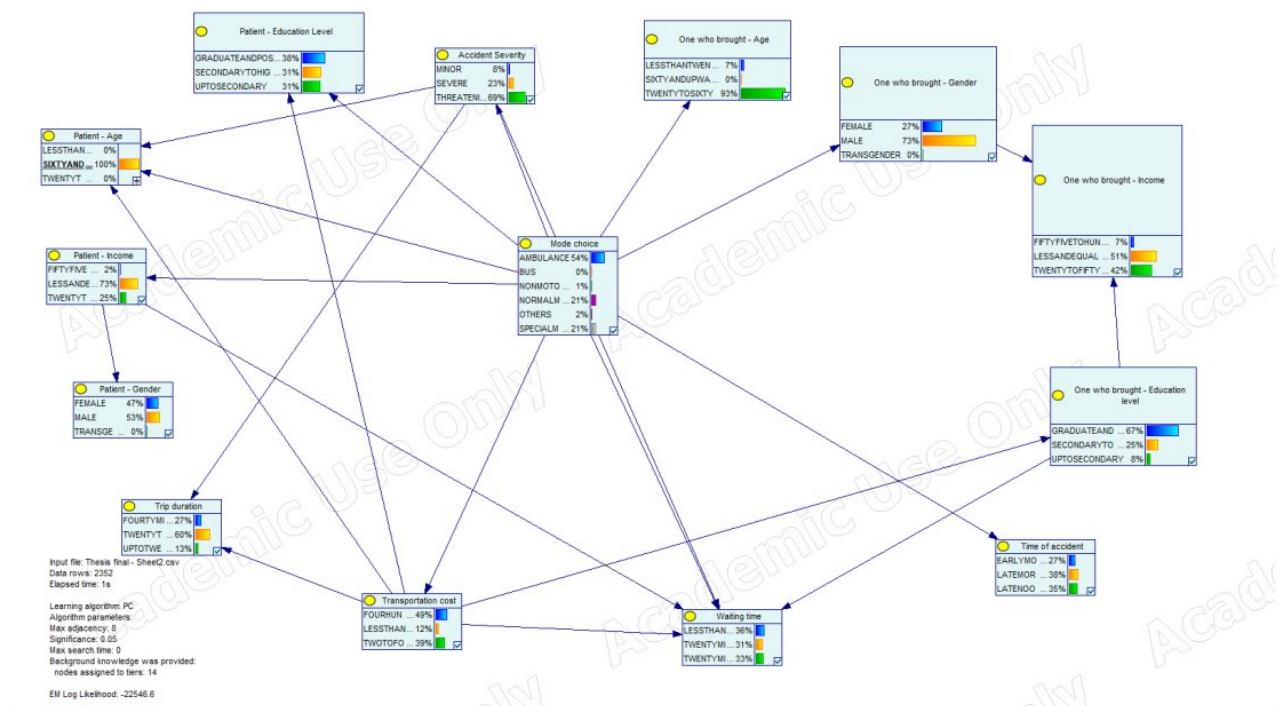 Patient - Education Level
GRADUATEANDPOS... 38%
SECONDARYTOHIG ... 31%
UPTOSECONDARY 31%
Accident Severity
MINOR 8%
SEVERE 23%
THREATENI... 69%
One who brought - Age
LESSTHANTWEN... 7%
SIXTYANDUPWA... 0%
TWENTYTOSIXTY 93%
One who brought - Gender
FEMALE 27%
MALE 73%
TRANSGENDER 0%
Patient - Age
LESSTHAN... 0%
SIXTYAND ... 100%
TWENTYT ... 0%
One who brought - Income
FIFTYFIVETOHUN... 7%
LESSANDEQUAL ... 51%
TWENTYTOFIFTY ... 42%
Mode choice
AMBULANCE 54%
BUS 0%
NONMOTO ... 1%
NORMALM ... 21%
OTHERS 2%
SPECIALM ... 21%
Patient - Income
FIFTYFIVE ... 2%
LESSANDE... 73%
TWENTYT ... 25%
Patient - Gender
FEMALE 47%
MALE 53%
TRANSGE ... 0%
One who brought - Education
level
GRADUATEAND ... 67%
SECONDARYTO ... 25%
UPTOSECONDARY 8%
Trip duration
FOURTYMI ... 27%
TWENTYT ... 60%
UPTOTWE ... 13%
Time of accident
EARLYMO ... 27%
LATEMOR ... 38%
LATENOO ... 35%
Transportation cost
FOURHUN ... 49%
LESSTHAN... 12%
TWOTOFO ... 39%
Waiting time
LESSTHAN... 36%
TWENTYMI... 31%
TWENTYMI... 33%
Input file: Thesis final - Sheet2.csv
Data rows: 2352
Elapsed time: 1s
Learning algorithm: PC
Algorithm parameters:
Max adjacency: 8
Significance: 0.05
Max search time: 0
Background knowledge was provided:
nodes assigned to tiers: 14
EM Log Likelihood: -22546.6
Academic Use Only